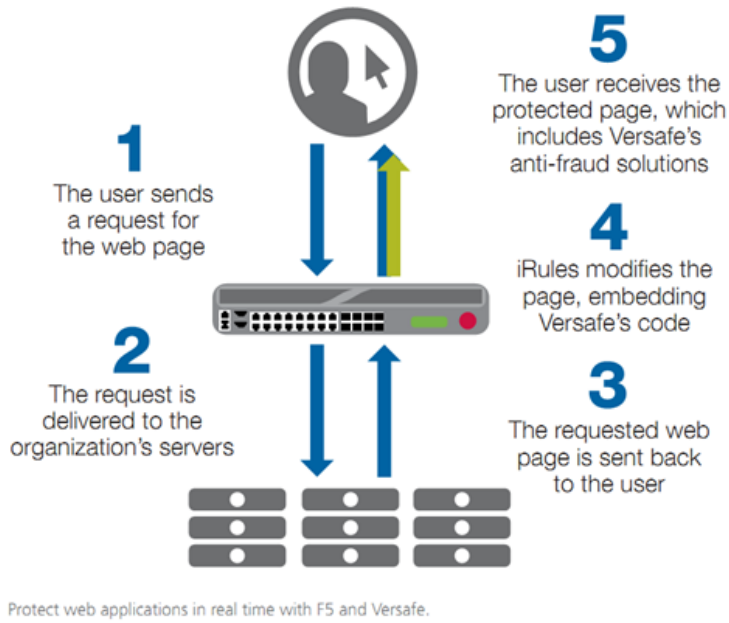 1
The user sends
a request for
the web page
2
The request is
delivered to the
organization's servers
3
The requested web
page is sent back
to the user
4
iRules modifies the
page, embedding
Versafe's code
5
The user receives the
protected page, which
includes Versafe's
anti-fraud solutions
Protect web applications in real time with F5 and Versafe.